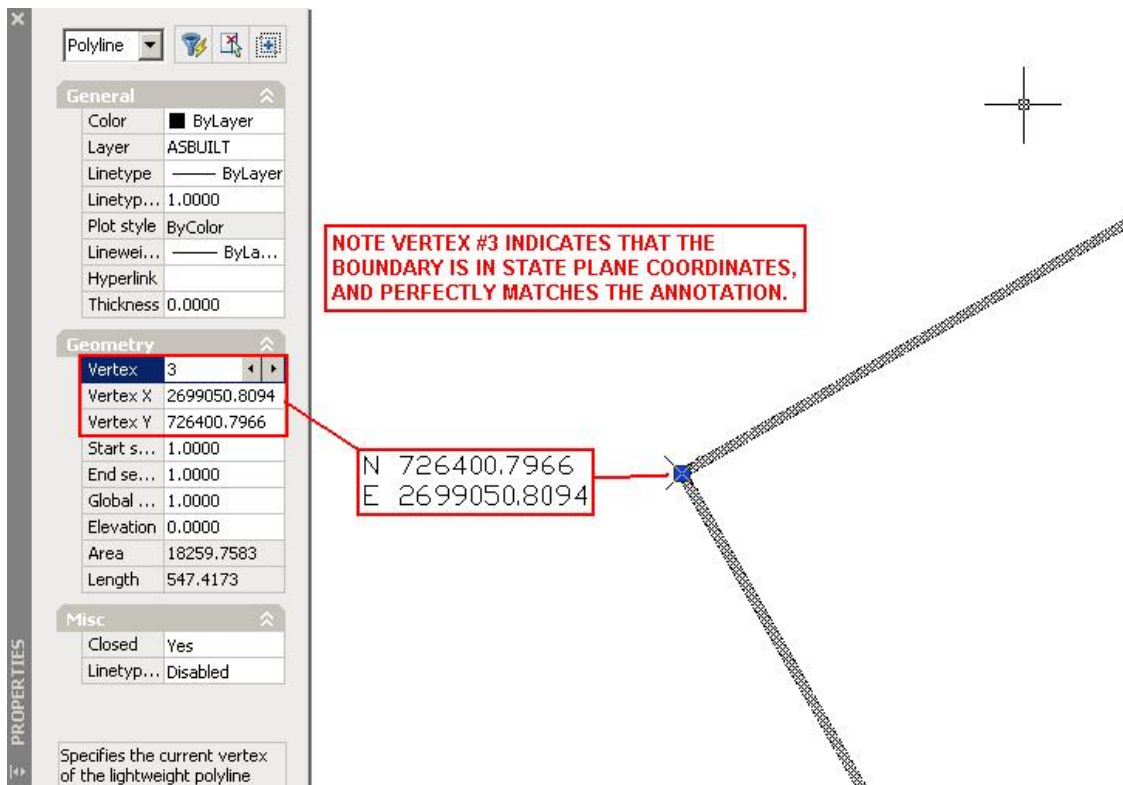 Polyline
General
Color ByLayer
Layer ASBUILT
Linetype ByLayer
Linetyp... 1.0000
Plot style ByColor
Linewei... ByLa...
Hyperlink
Thickness 0.0000
Geometry
Vertex 3
Vertex X 2699050.8094
Vertex Y 726400.7966
Start s... 1.0000
End se... 1.0000
Global ... 1.0000
Elevation 0.0000
Area 18259.7583
Length 547.4173
Misc
Closed Yes
Linetyp... Disabled
PROPERTIES
Specifies the current vertex
of the lightweight polyline
NOTE VERTEX #3 INDICATES THAT THE
BOUNDARY IS IN STATE PLANE COORDINATES,
AND PERFECTLY MATCHES THE ANNOTATION.
N 726400.7966
E 2699050.8094